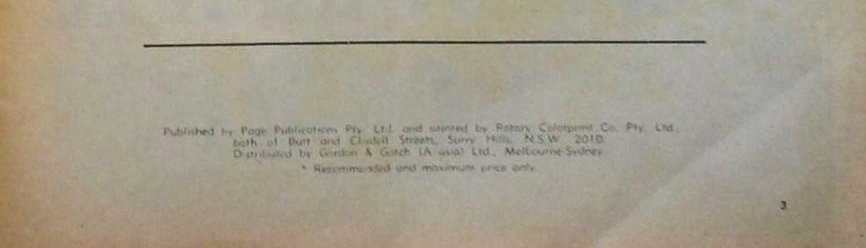 Published by Page Publications Pty. Ltd. and printed by Rotary Colorprint Co. Pty. Ltd.
both of Butt and Clisdell Streets, Surry Hills, N.S.W. 2010.
Distributed by Gordon & Gotch (A'asia) Ltd., Melbourne-Sydney.
* Recommended and maximum price only.
3